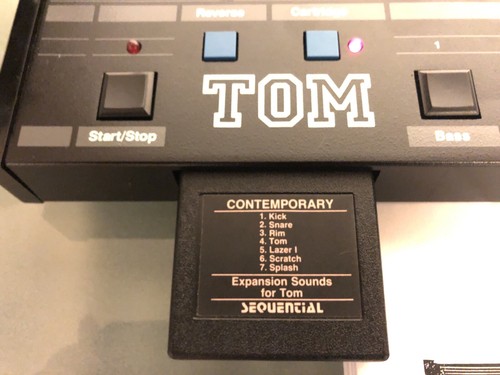 Reverse
1
TOM
Start/Stop
Bass
CONTEMPORARY
1. Kick
2. Snare
3. Rim
4. Tom
5. Lazer I
6. Scratch
7. Splash
Expansion Sounds
for Tom
SEQUENTIAL